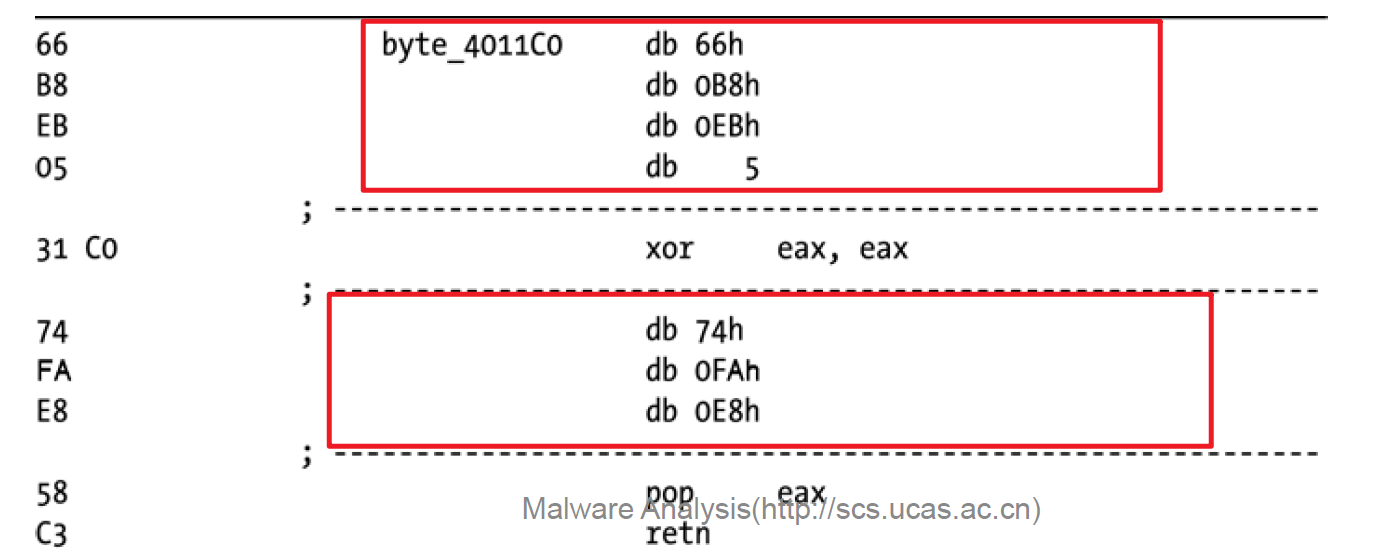 66 byte_4011C0 db 66h
B8 db 0B8h
EB db 0EBh
05 db 5
; ------------------------------------------------------------
31 C0 xor eax, eax
; ------------------------------------------------------------
74 db 74h
FA db 0FAh
E8 db 0E8h
; ------------------------------------------------------------
58 pop eax
Malware Analysis(http://scs.ucas.ac.cn)
C3 retn